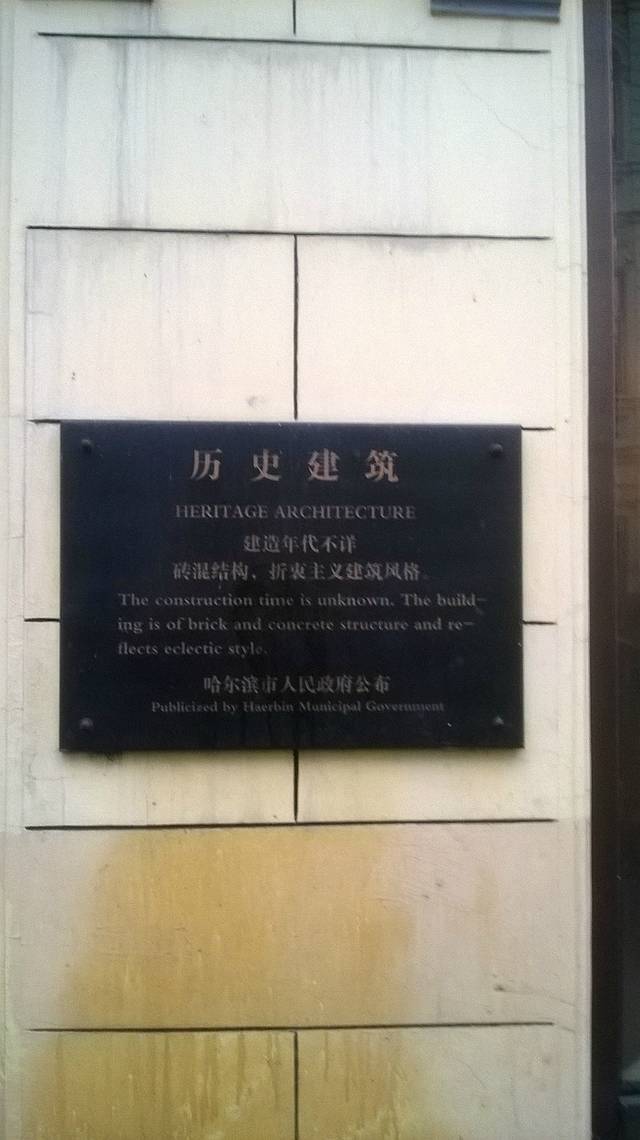 历史建筑
HERITAGE ARCHITECTURE
建造年代不详
砖混结构、折衷主义建筑风格。
The construction time is unknown. The build-
ing is of brick and concrete structure and re-
flects eclectic style.
哈尔滨市人民政府公布
Publicized by Haerbin Municipal Government